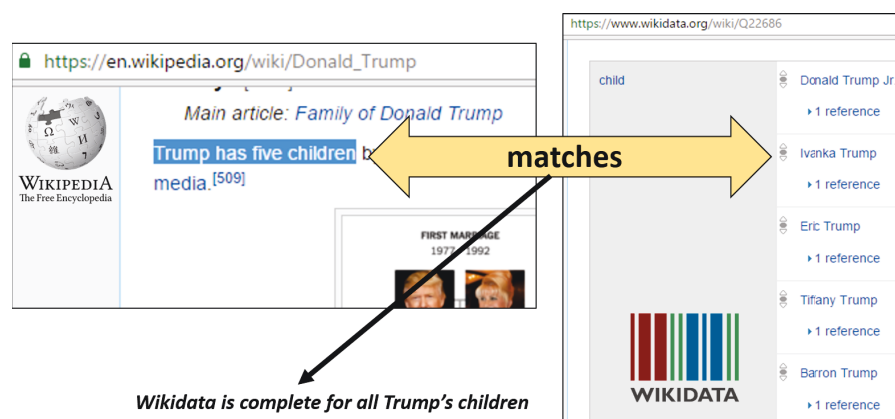 https://en.wikipedia.org/wiki/Donald_Trump
Main article: Family of Donald Trump
Trump has five children
media.[509]
WIKIPEDIA
The Free Encyclopedia
FIRST MARRIAGE
1977 1992
matches
https://www.wikidata.org/wiki/Q22686
child
Donald Trump Jr
1 reference
Ivanka Trump
1 reference
Eric Trump
1 reference
Tiffany Trump
1 reference
Barron Trump
1 reference
WIKIDATA
Wikidata is complete for all Trump's children